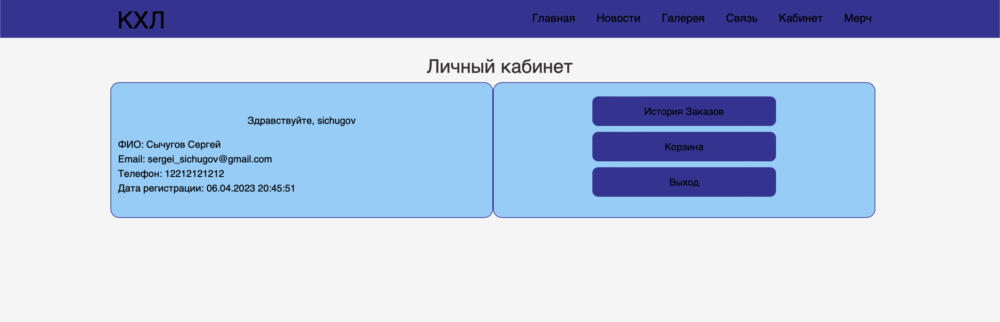 КХЛ
Главная Новости Галерея Связь Кабинет Мерч
Личный кабинет
Здравствуйте, sichugov
ФИО: Сычугов Сергей
Email: sergei_sichugov@gmail.com
Телефон: 12212121212
Дата регистрации: 06.04.2023 20:45:51
История Заказов
Корзина
Выход